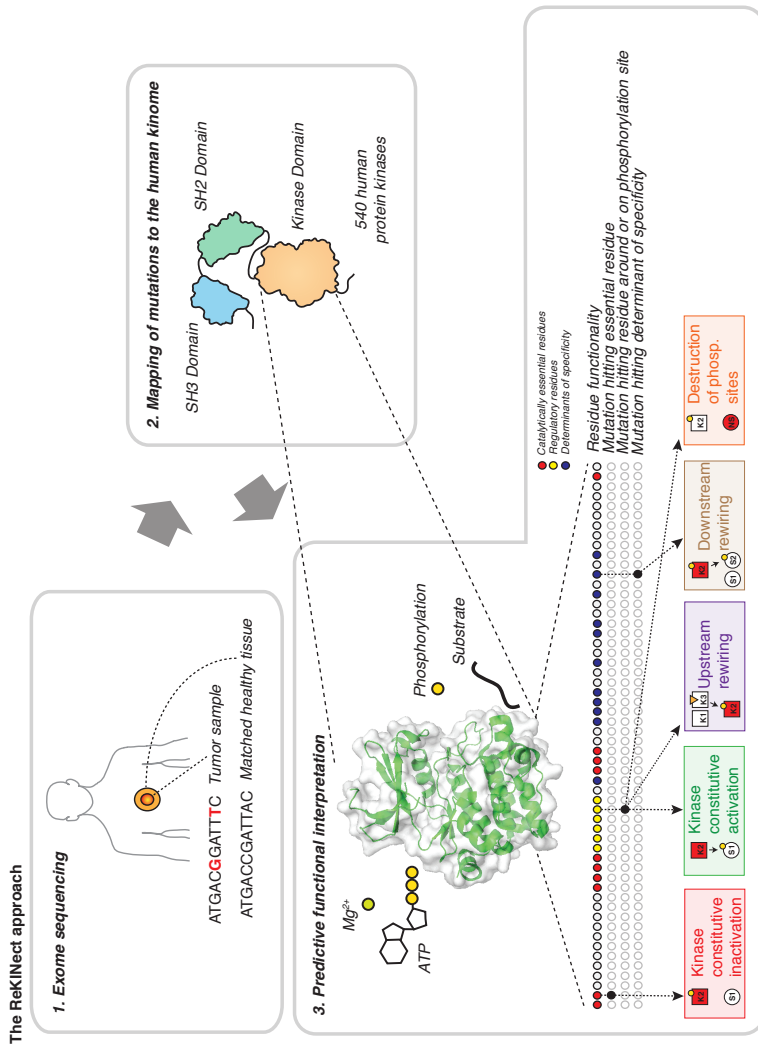 The ReKINect approach
1. Exome sequencing
ATGACGGATTTC Tumor sample
ATGACCGATTAC Matched healthy tissue
2. Mapping of mutations to the human kinome
SH3 Domain
SH2 Domain
Kinase Domain
540 human
protein kinases
3. Predictive functional interpretation
Mg2+
ATP
Phosphorylation
Substrate
Catalytically essential residues
Regulatory residues
Determinants of specificity
Residue functionality
Mutation hitting essential residue
Mutation hitting residue around or on phosphorylation site
Mutation hitting determinant of specificity
K2
S1
Kinase
constitutive
inactivation
K2
S1
Kinase
constitutive
activation
K1 K3
K2
Upstream
rewiring
K2
S1 S2
Downstream
rewiring
K2
NS
Destruction
of phosp.
sites